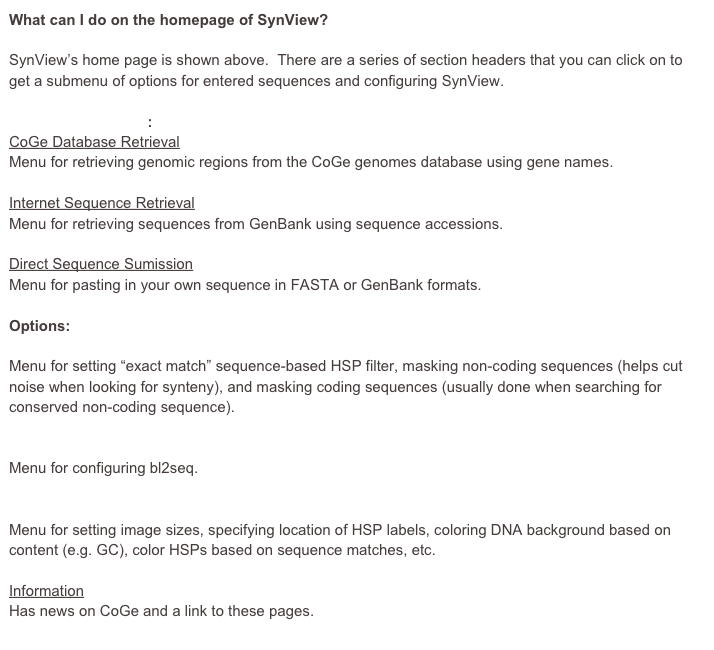 What can I do on the homepage of SynView?
SynView’s home page is shown above.  There are a series of section headers that you can click on to
get a submenu of options for entered sequences and configuring SynView.
:
CoGe Database Retrieval
Menu for retrieving genomic regions from the CoGe genomes database using gene names.
Internet Sequence Retrieval
Menu for retrieving sequences from GenBank using sequence accessions.
Direct Sequence Sumission
Menu for pasting in your own sequence in FASTA or GenBank formats.
Options:
Menu for setting “exact match” sequence-based HSP filter, masking non-coding sequences (helps cut
noise when looking for synteny), and masking coding sequences (usually done when searching for
conserved non-coding sequence).
Menu for configuring bl2seq.
Menu for setting image sizes, specifying location of HSP labels, coloring DNA background based on
content (e.g. GC), color HSPs based on sequence matches, etc.
Information
Has news on CoGe and a link to these pages.